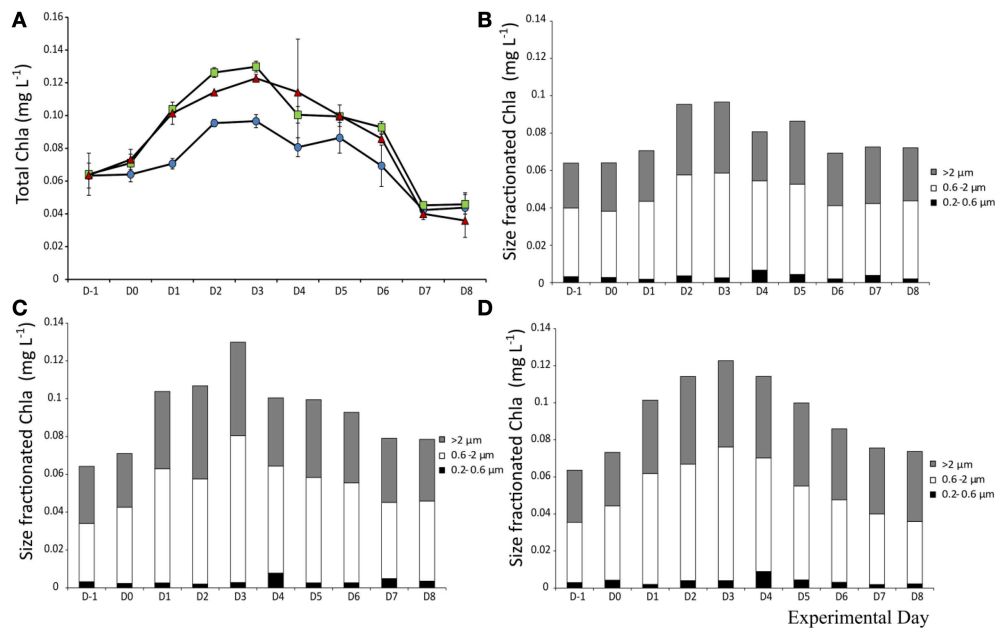 A
Total Chla (mg L-1)
0.16
0.14
0.12
0.10
0.08
0.06
0.04
0.02
0
D-1 D0 D1 D2 D3 D4 D5 D6 D7 D8
B
Size fractionated Chla (mg L-1)
0.14
0.12
0.1
0.08
0.06
0.04
0.02
0
D-1 D0 D1 D2 D3 D4 D5 D6 D7 D8
>2 μm
0.6 -2 μm
0.2- 0.6 μm
C
Size fractionated Chla (mg L-1)
0.14
0.12
0.1
0.08
0.06
0.04
0.02
0
D-1 D0 D1 D2 D3 D4 D5 D6 D7 D8
>2 μm
0.6 -2 μm
0.2- 0.6 μm
D
Size fractionated Chla (mg L-1)
0.14
0.12
0.1
0.08
0.06
0.04
0.02
0
D-1 D0 D1 D2 D3 D4 D5 D6 D7 D8
>2 μm
0.6 -2 μm
0.2- 0.6 μm
Experimental Day